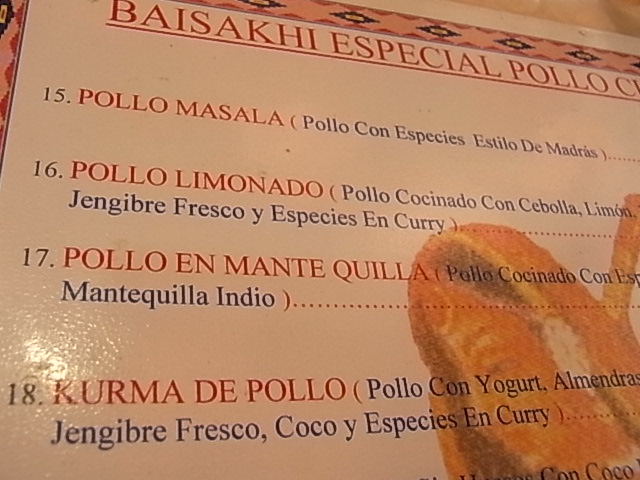 BAISAKHI ESPECIAL POLLO
15. POLLO MASALA ( Pollo Con Especies Estilo De Madrás )......
16. POLLO LIMONADO ( Pollo Cocinado Con Cebolla, Limón,
Jengibre Fresco y Especies En Curry )......................
17. POLLO EN MANTE QUILLA ( Pollo Cocinado Con
Mantequilla Indio )..............................
18. KURMA DE POLLO ( Pollo Con Yogurt, Almendras
Jengibre Fresco, Coco y Especies En Curry )............
Con Coco